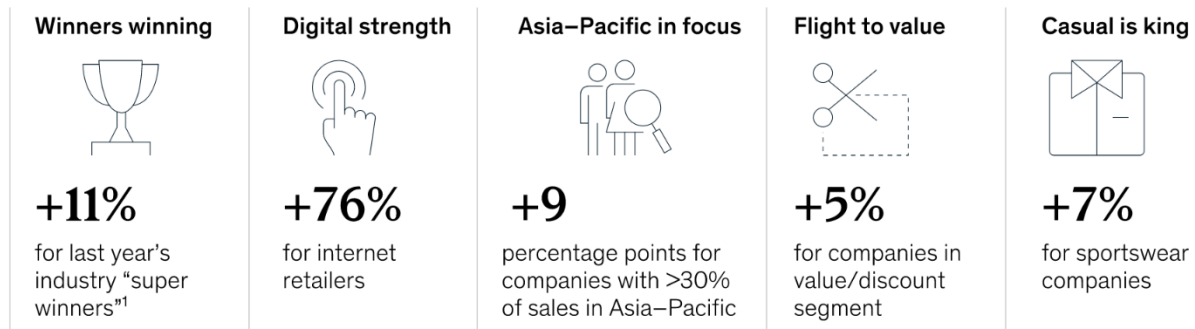 Winners winning
+11%
for last year's
industry “super
winners”¹
Digital strength
+76%
for internet
retailers
Asia–Pacific in focus
+9
percentage points for
companies with >30%
of sales in Asia–Pacific
Flight to value
+5%
for companies in
value/discount
segment
Casual is king
+7%
for sportswear
companies